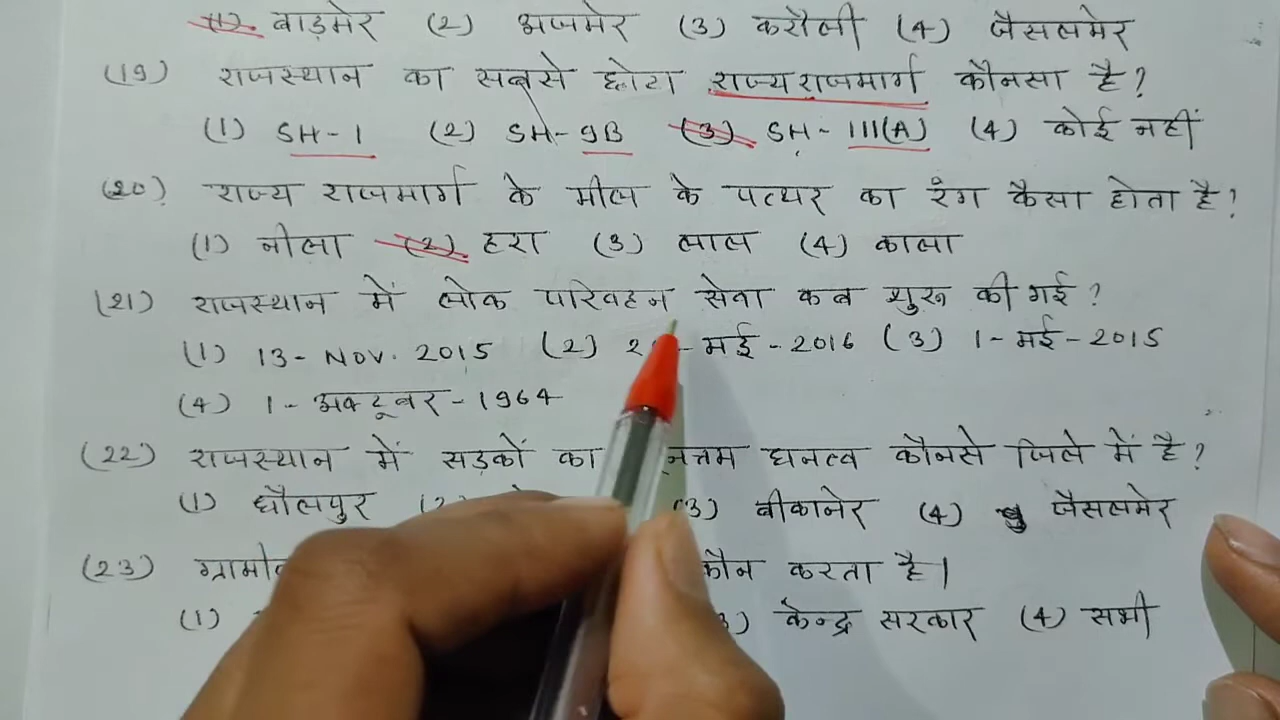 (1) बाड़मेर (2) अजमेर (3) करौली (4) जैसलमेर
(19) राजस्थान का सबसे छोटा राज्य राजमार्ग कौनसा है?
(1) SH-1 (2) SH-9B (3) SH-111(A) (4) कोई नहीं
(20) राज्य राजमार्ग के मील के पत्थर का रंग कैसा होता है?
(1) नीला (2) हरा (3) लाल (4) काला
(21) राजस्थान में लोक परिवहन सेवा कब शुरू की गई?
(1) 13-NOV. 2015 (2) -मई-2016 (3) 1-मई-2015
(4) 1-अक्टूबर-1964
(22) राजस्थान में सड़कों का घनत्व कौनसे जिले में है?
(1) धौलपुर (3) बीकानेर (4) जैसलमेर
(23) कौन करता है।
(1) केन्द्र सरकार (4) सभी